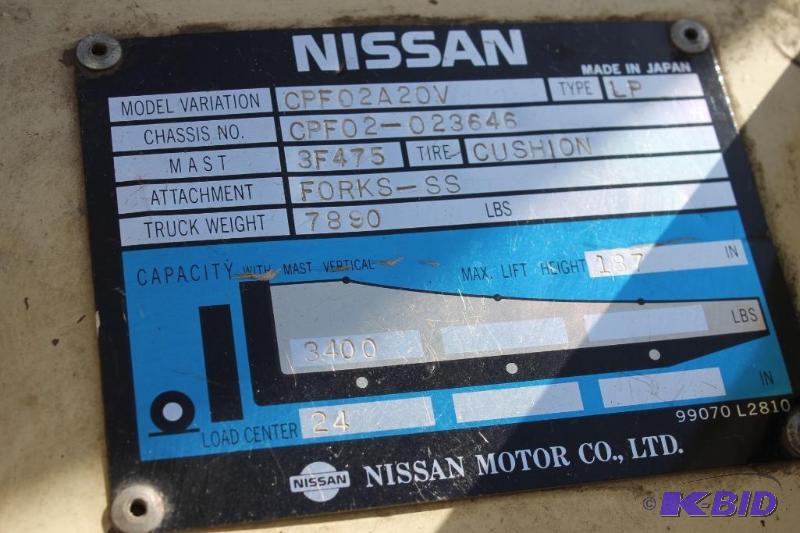 NISSAN
MADE IN JAPAN
MODEL VARIATION CPF02A20V TYPE LP
CHASSIS NO. CPF02-023646
MAST 3F475 TIRE CUSHION
ATTACHMENT FORKS-SS
TRUCK WEIGHT 7890 LBS
CAPACITY WITH MAST VERTICAL MAX. LIFT HEIGHT 187 IN
3400 LBS
LOAD CENTER 24 IN
99070 L2810
NISSAN NISSAN MOTOR CO., LTD.
© K-BID